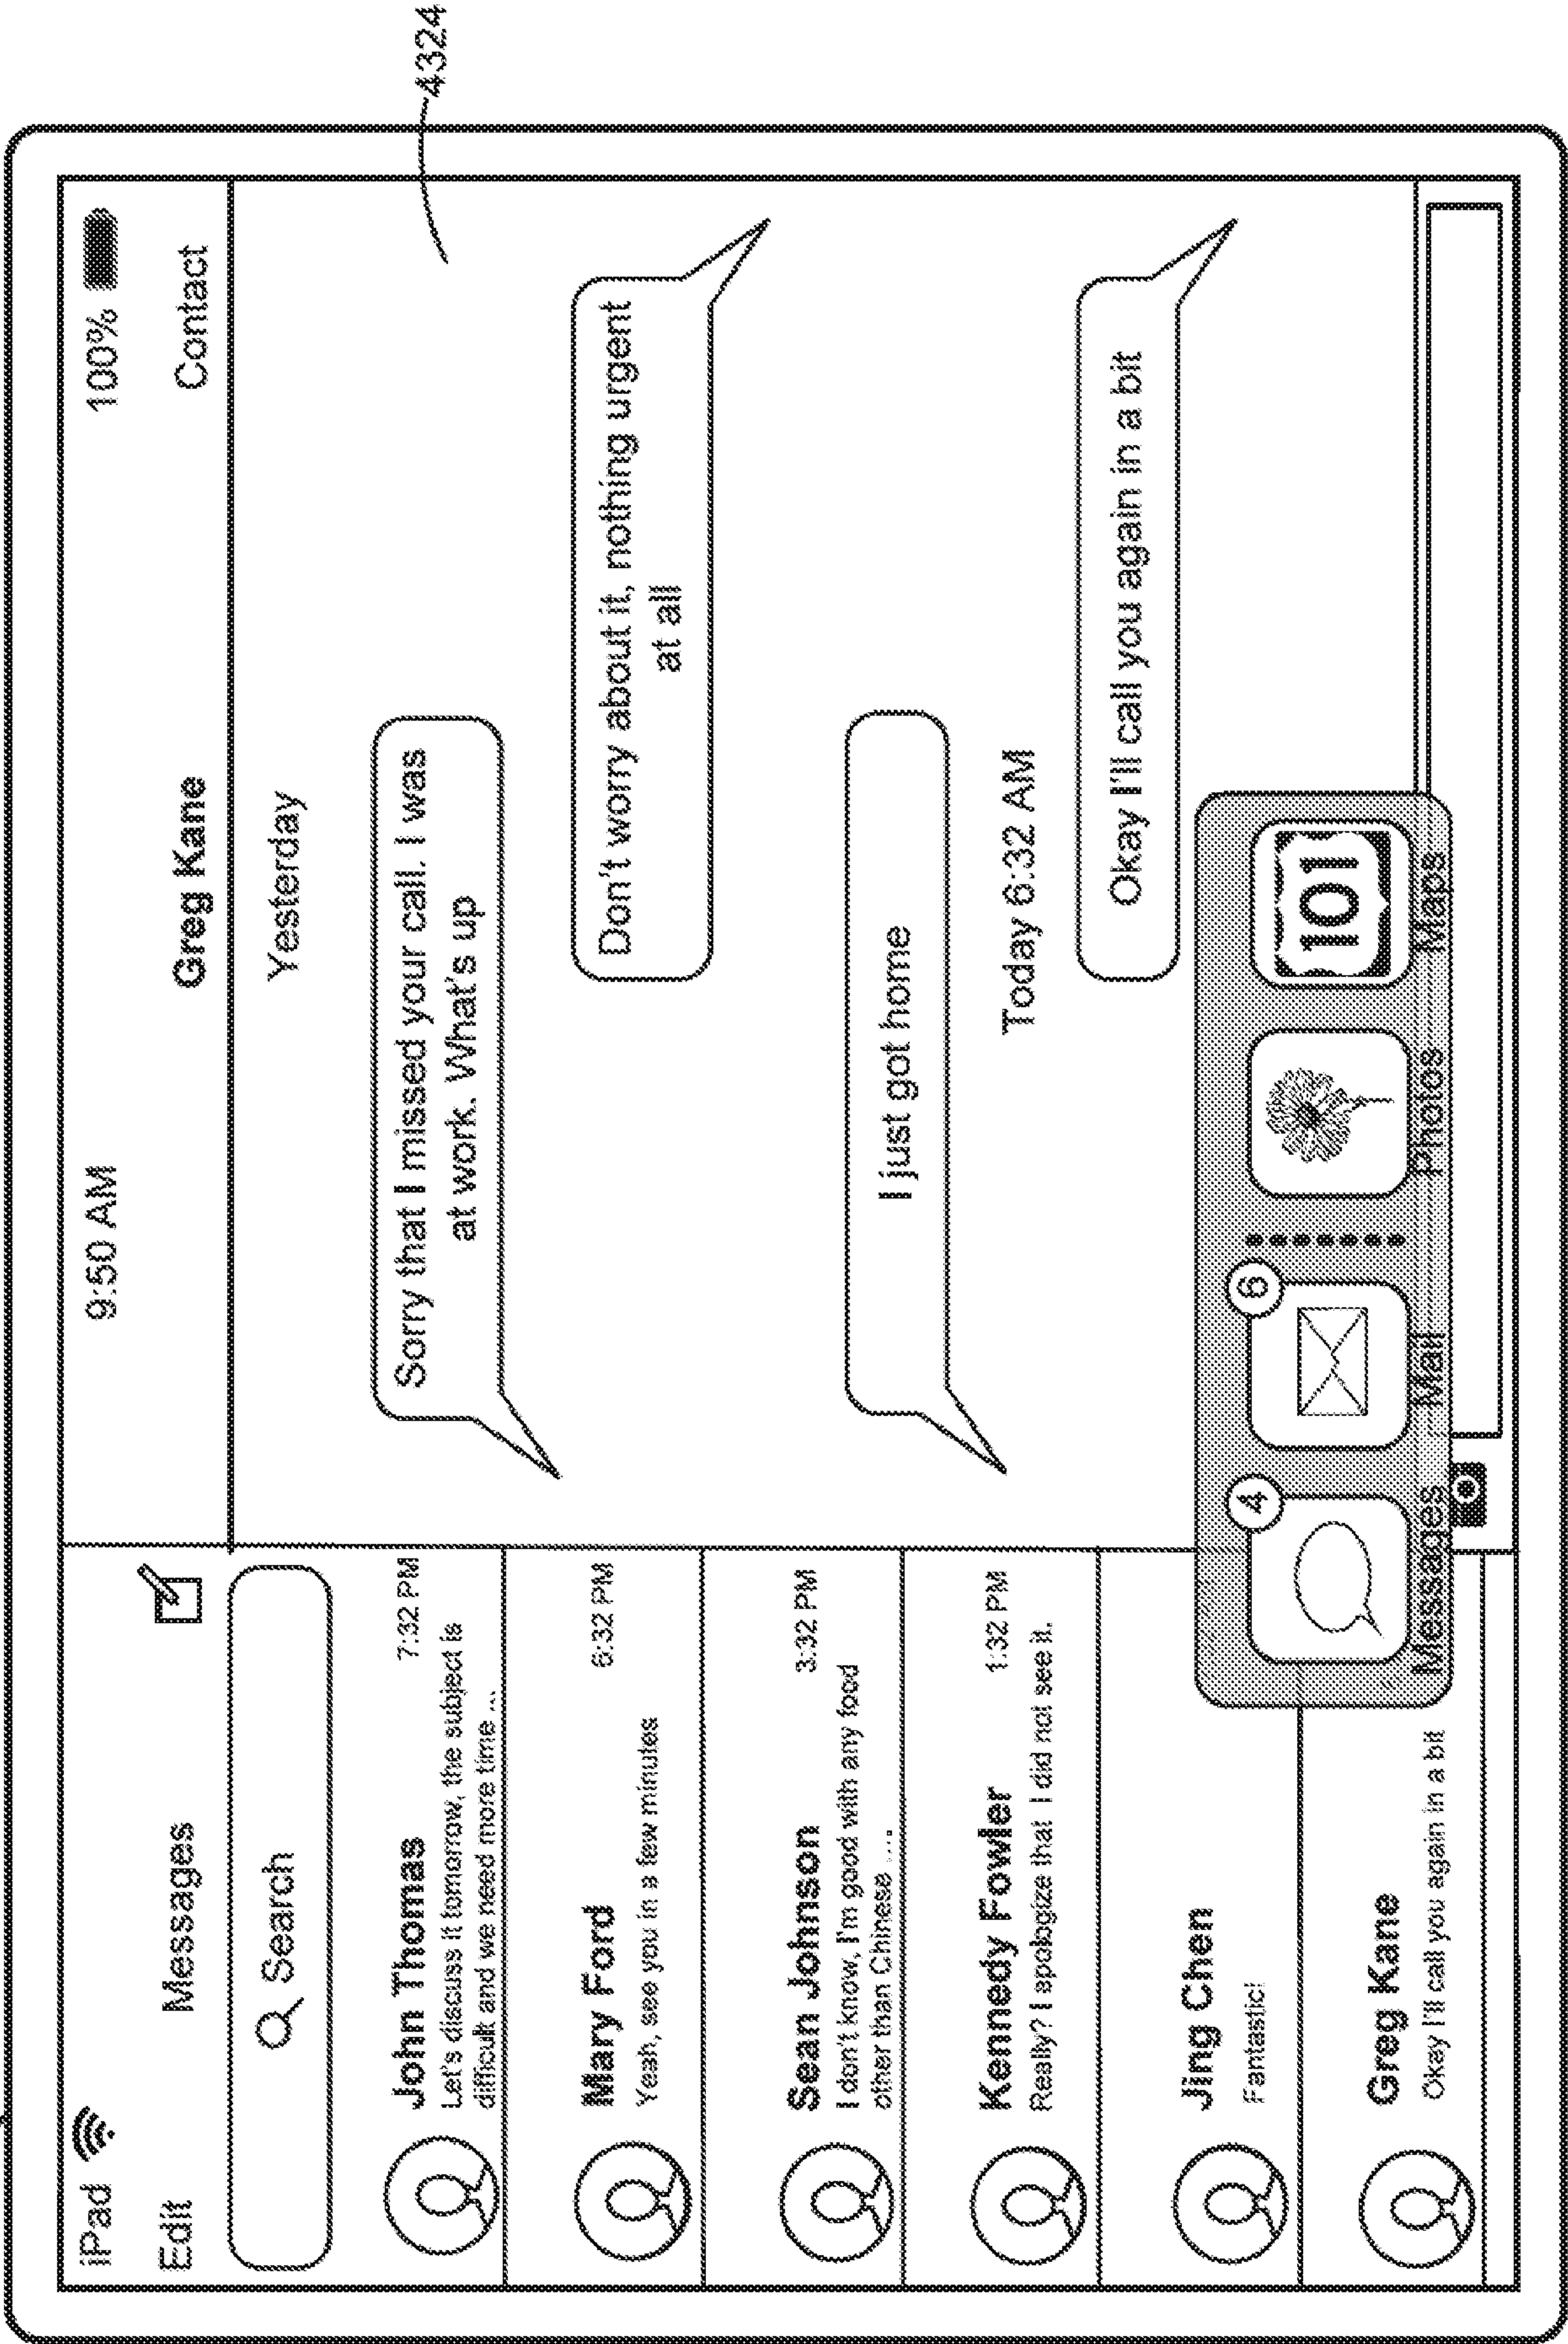 iPad 9:50 AM 100%
Edit Messages
Greg Kane Contact
Search
John Thomas 7:32 PM
Let's discuss it tomorrow, the subject is
difficult and we need more time ...
Mary Ford 6:32 PM
Yeah, see you in a few minutes
Sean Johnson 3:32 PM
I don't know, I'm good with any food
other than Chinese ....
Kennedy Fowler 1:32 PM
Really? I apologize that I did not see it.
Jing Chen
Fantastic!
Greg Kane
Okay I'll call you again in a bit
Yesterday
Sorry that I missed your call. I was
at work. What's up
Don't worry about it, nothing urgent
at all
I just got home
Today 6:32 AM
Okay I'll call you again in a bit
4 6 101
Messages Mail Photos Maps
4324